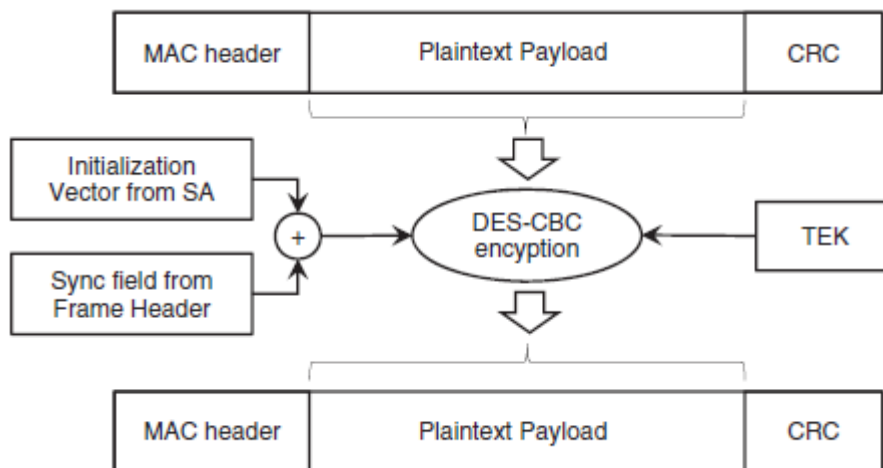 MAC header
Plaintext Payload
CRC
Initialization
Vector from SA
+
DES-CBC
encyption
TEK
Sync field from
Frame Header
MAC header
Plaintext Payload
CRC